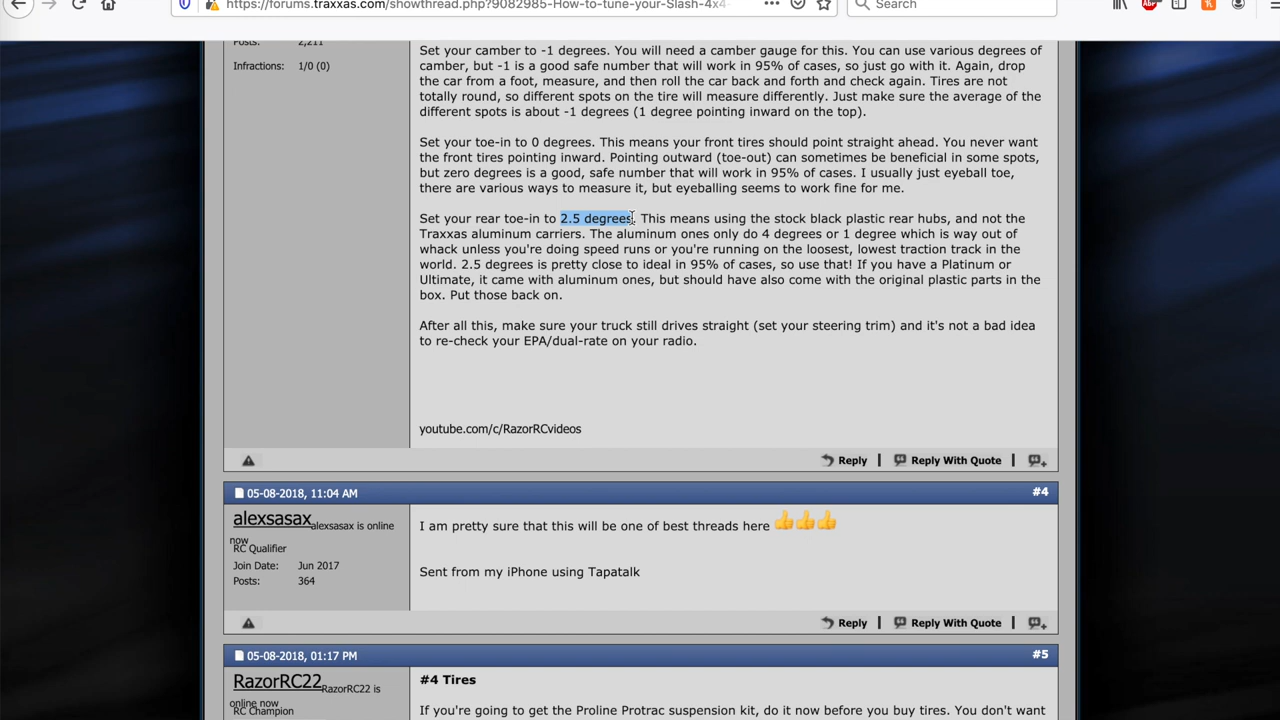 https://forums.traxxas.com/showthread.php?9082985-How-to-tune-your-Slash-4x4-
Search
Posts: 2,211
Infractions: 1/0 (0)
Set your camber to -1 degrees. You will need a camber gauge for this. You can use various degrees of
camber, but -1 is a good safe number that will work in 95% of cases, so just go with it. Again, drop
the car from a foot, measure, and then roll the car back and forth and check again. Tires are not
totally round, so different spots on the tire will measure differently. Just make sure the average of the
different spots is about -1 degrees (1 degree pointing inward on the top).
Set your toe-in to 0 degrees. This means your front tires should point straight ahead. You never want
the front tires pointing inward. Pointing outward (toe-out) can sometimes be beneficial in some spots,
but zero degrees is a good, safe number that will work in 95% of cases. I usually just eyeball toe,
there are various ways to measure it, but eyeballing seems to work fine for me.
Set your rear toe-in to 2.5 degrees. This means using the stock black plastic rear hubs, and not the
Traxxas aluminum carriers. The aluminum ones only do 4 degrees or 1 degree which is way out of
whack unless you're doing speed runs or you're running on the loosest, lowest traction track in the
world. 2.5 degrees is pretty close to ideal in 95% of cases, so use that! If you have a Platinum or
Ultimate, it came with aluminum ones, but should have also come with the original plastic parts in the
box. Put those back on.
After all this, make sure your truck still drives straight (set your steering trim) and it's not a bad idea
to re-check your EPA/dual-rate on your radio.
youtube.com/c/RazorRCvideos
Reply | Reply With Quote |
05-08-2018, 11:04 AM #4
alexsasax alexsasax is online
now
RC Qualifier
Join Date: Jun 2017
Posts: 364
I am pretty sure that this will be one of best threads here 👍👍👍
Sent from my iPhone using Tapatalk
Reply | Reply With Quote |
05-08-2018, 01:17 PM #5
RazorRC22 RazorRC22 is
online now
RC Champion
#4 Tires
If you're going to get the Proline Protrac suspension kit, do it now before you buy tires. You don't want